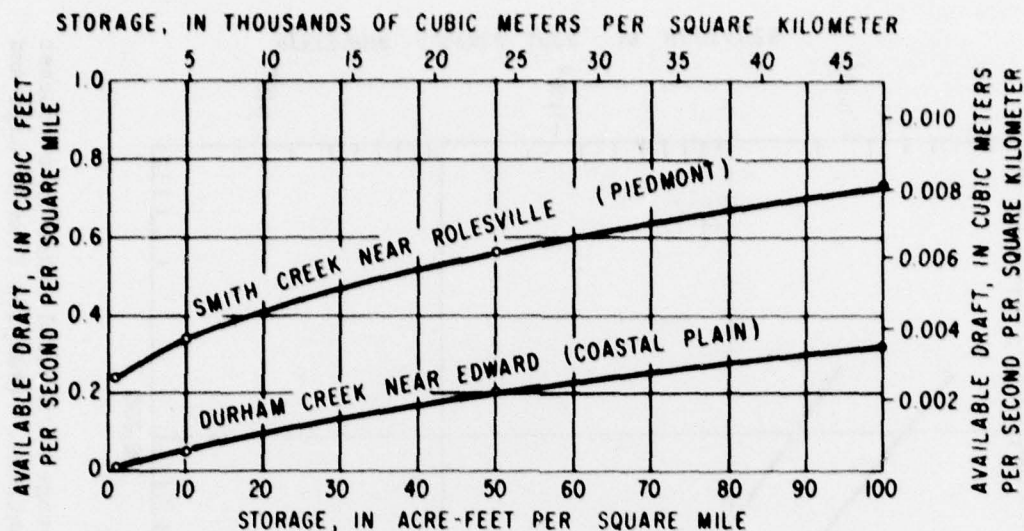 STORAGE, IN THOUSANDS OF CUBIC METERS PER SQUARE KILOMETER
5 10 15 20 25 30 35 40 45
AVAILABLE DRAFT, IN CUBIC FEET
PER SECOND PER SQUARE MILE
1.0
0.8
0.6
0.4
0.2
0
SMITH CREEK NEAR ROLESVILLE (PIEDMONT)
DURHAM CREEK NEAR EDWARD (COASTAL PLAIN)
0.010
0.008
0.006
0.004
0.002
AVAILABLE DRAFT, IN CUBIC METERS
PER SECOND PER SQUARE KILOMETER
0 10 20 30 40 50 60 70 80 90 100
STORAGE, IN ACRE-FEET PER SQUARE MILE